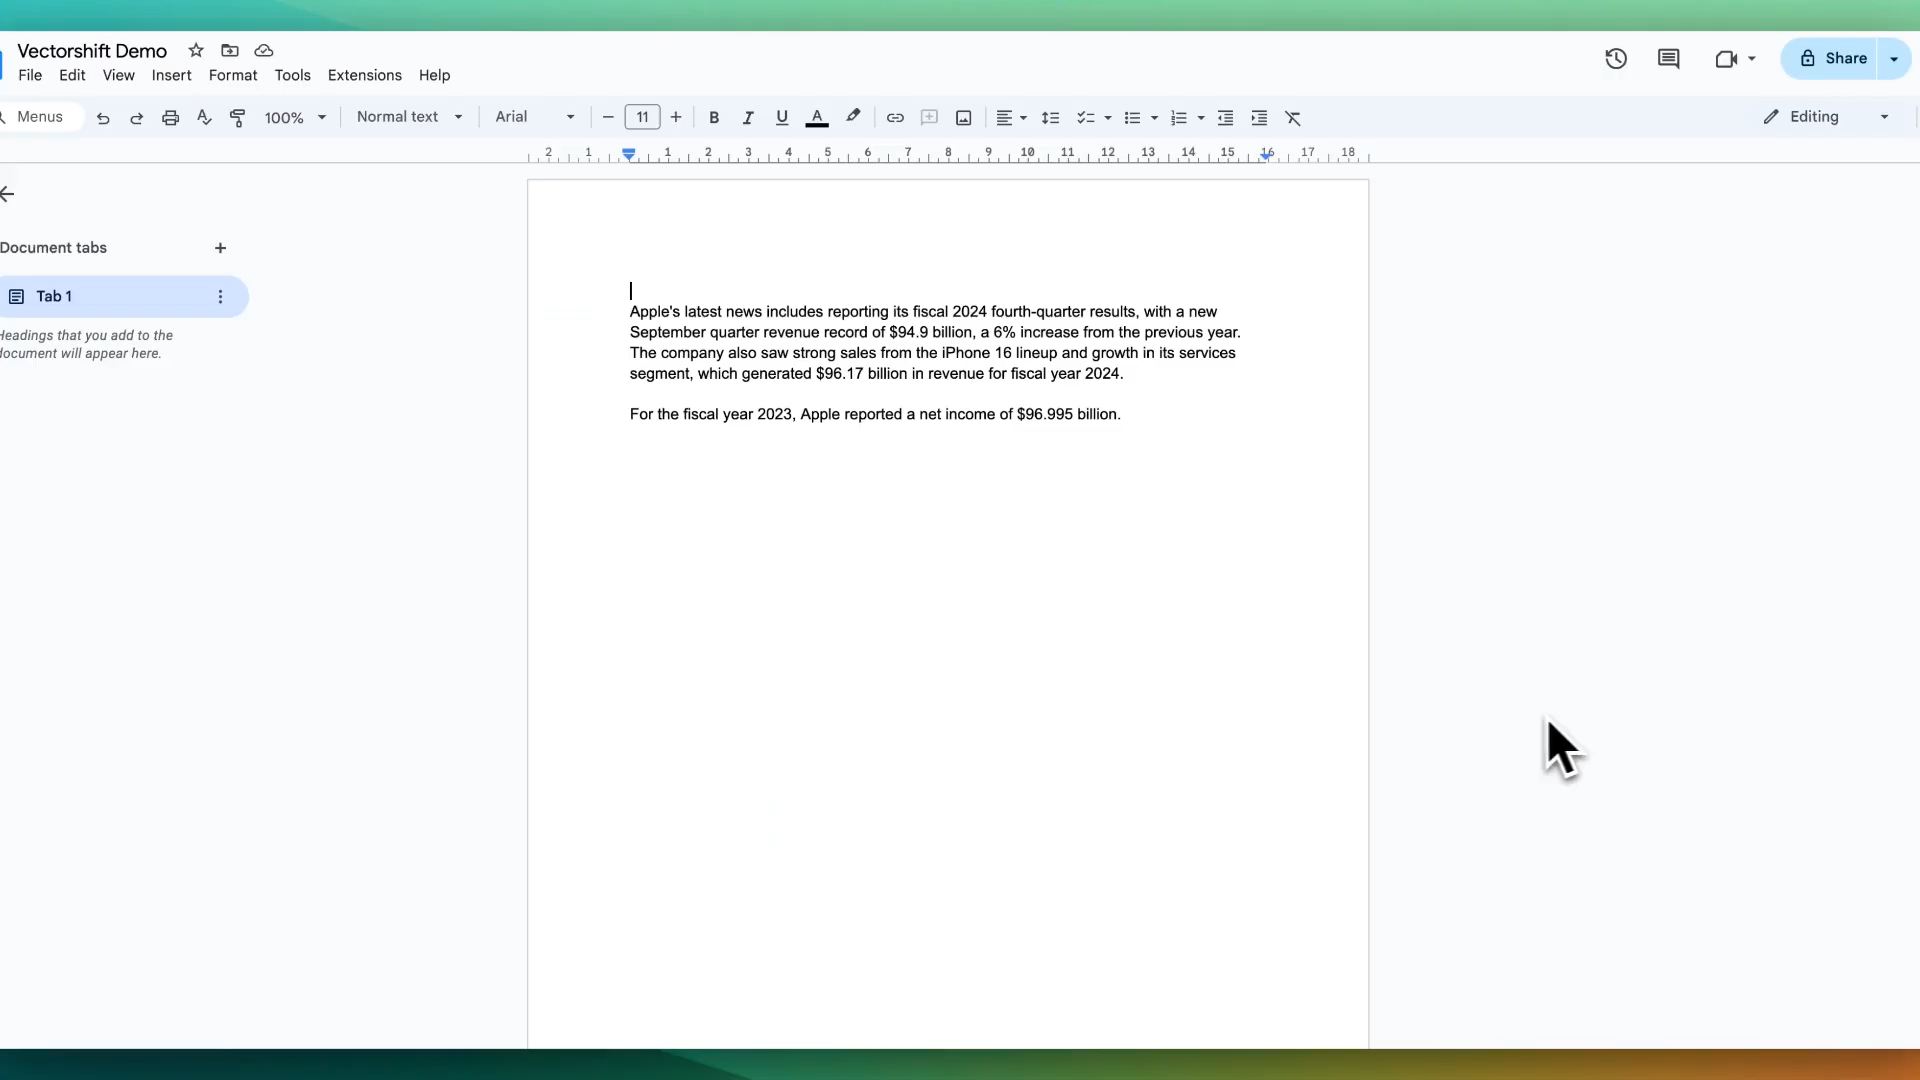 Vectorshift Demo
File Edit View Insert Format Tools Extensions Help
Share
Menus 100% Normal text Arial 11 B I U A Editing
2 1 1 2 3 4 5 6 7 8 9 10 11 12 13 14 15 16 17 18
Document tabs
Tab 1
Headings that you add to the
document will appear here.
Apple's latest news includes reporting its fiscal 2024 fourth-quarter results, with a new
September quarter revenue record of $94.9 billion, a 6% increase from the previous year.
The company also saw strong sales from the iPhone 16 lineup and growth in its services
segment, which generated $96.17 billion in revenue for fiscal year 2024.
For the fiscal year 2023, Apple reported a net income of $96.995 billion.